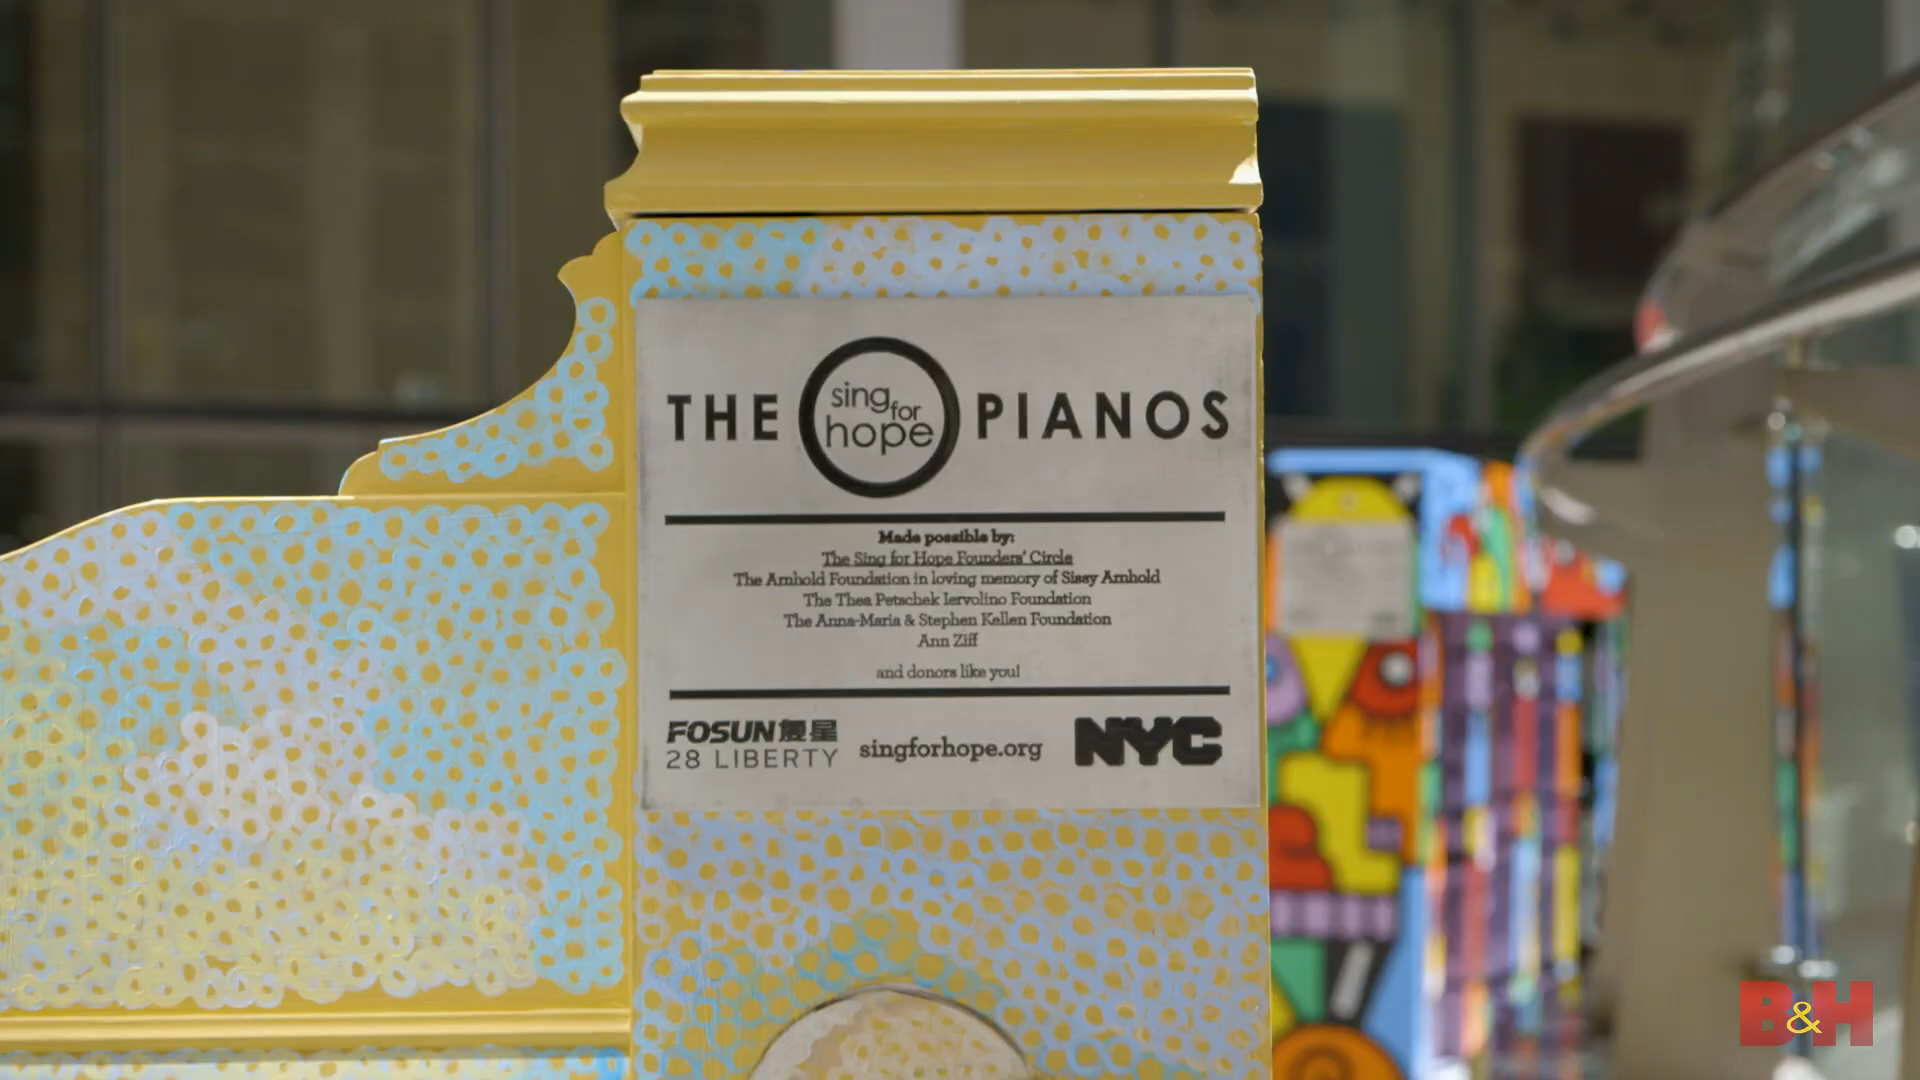 THE sing for hope PIANOS
Made possible by:
The Sing for Hope Founders' Circle
The Arnhold Foundation in loving memory of Sissy Arnhold
The Thea Petschek Iervolino Foundation
The Anna-Maria & Stephen Kellen Foundation
Ann Ziff
and donors like you!
FOSUN 复星
28 LIBERTY
singforhope.org
NYC
B&H